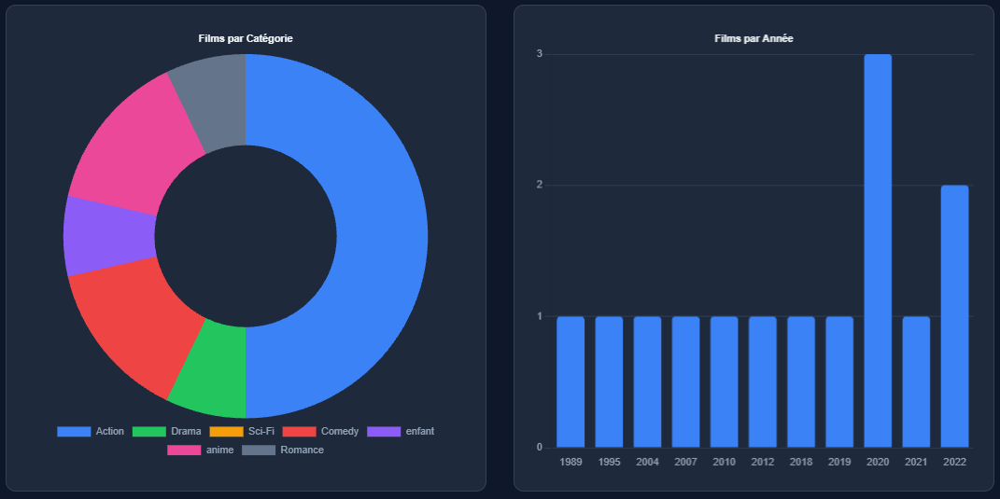 Films par Catégorie
Action Drama Sci-Fi Comedy enfant
anime Romance
Films par Année
3
2
1
0
1989 1995 2004 2007 2010 2012 2018 2019 2020 2021 2022